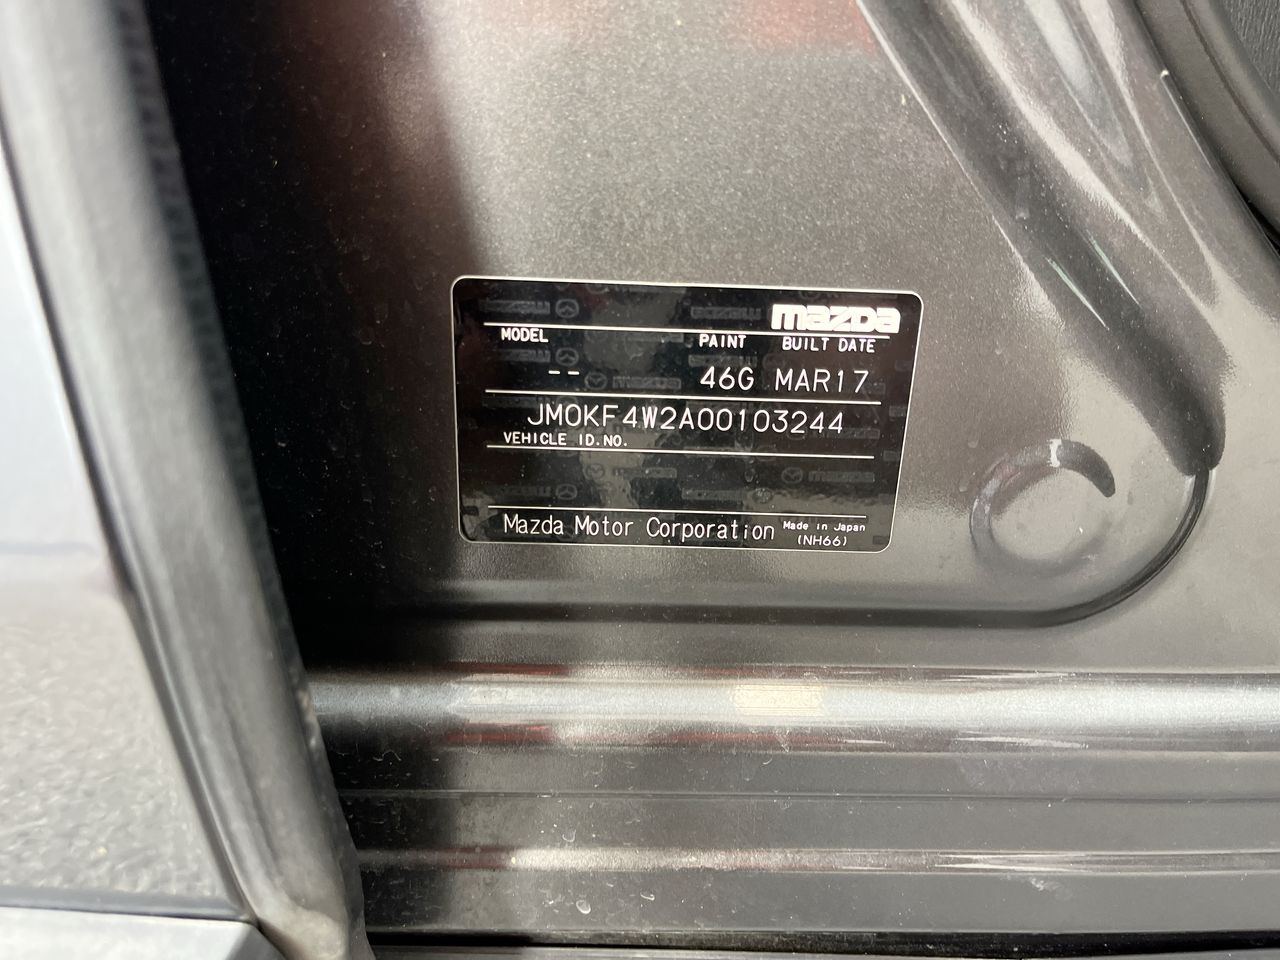 mazda
MODEL PAINT BUILT DATE
-- 46G MAR17
JM0KF4W2A00103244
VEHICLE ID.NO.
Mazda Motor Corporation Made in Japan
(NH66)